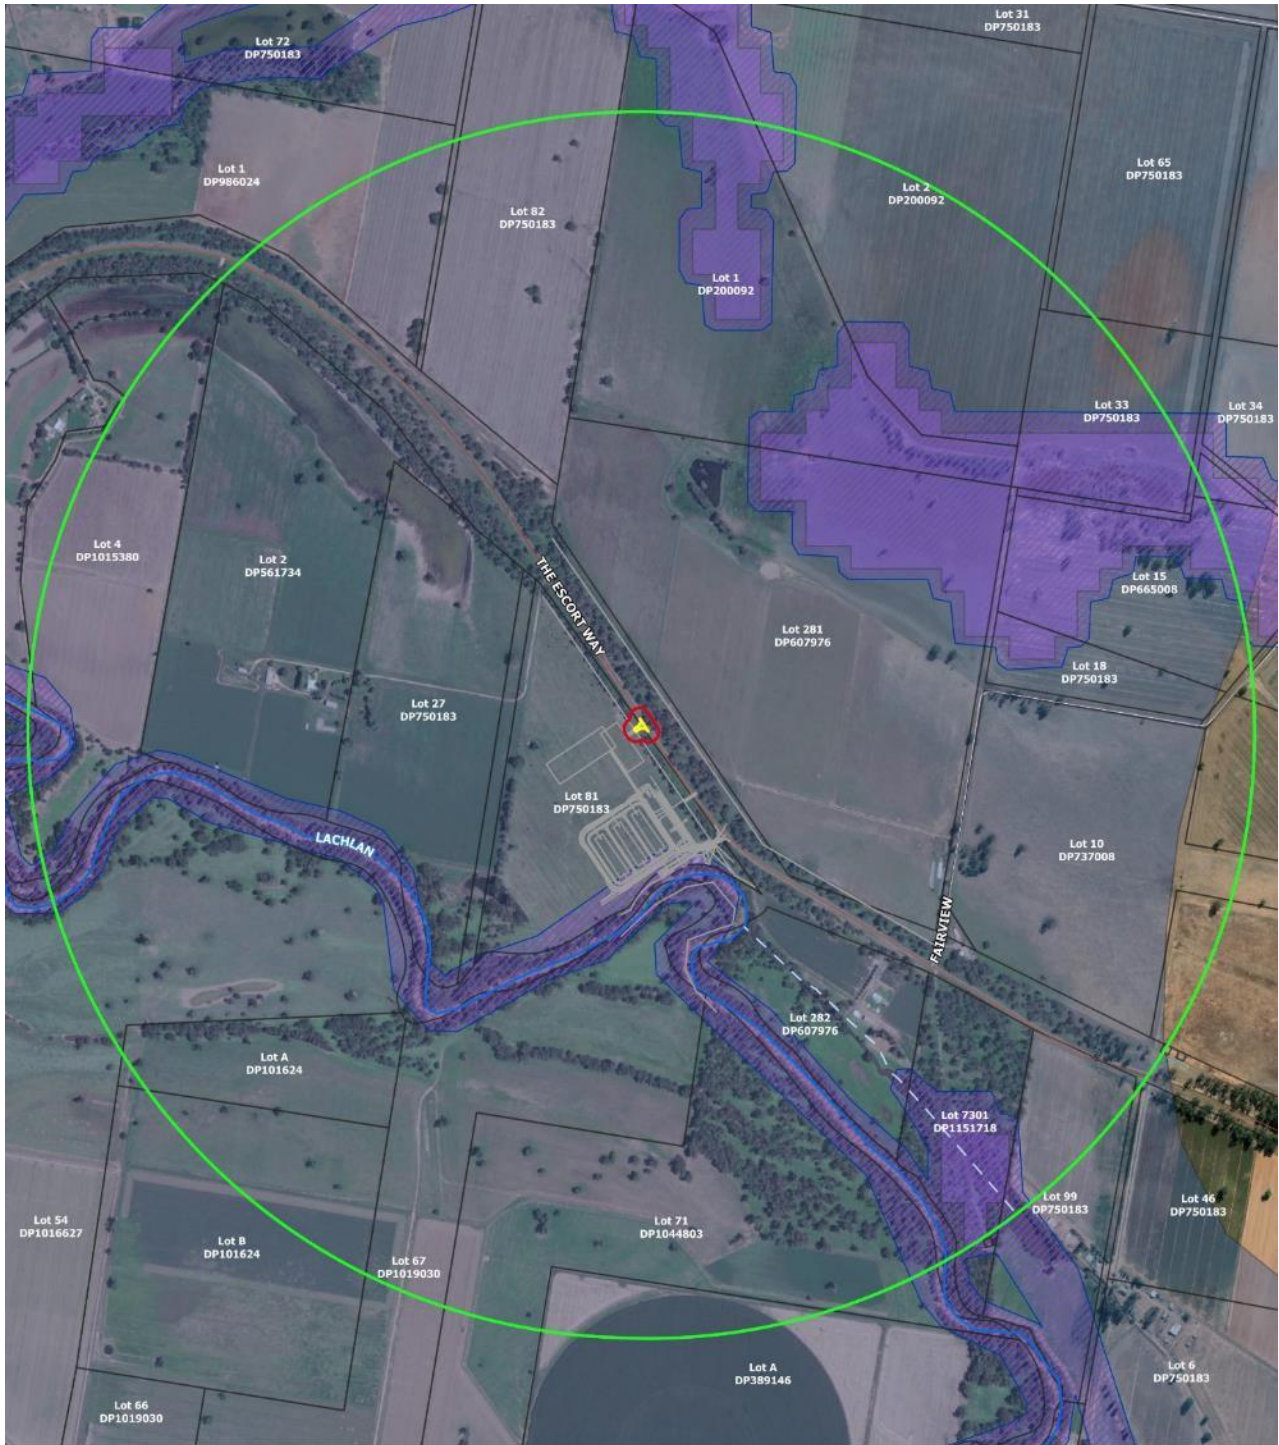 Lot 31
DP750183
Lot 72
DP750183
Lot 65
DP750183
Lot 1
DP986024
Lot 2
DP200092
Lot 82
DP750183
Lot 1
DP200092
Lot 33
DP750183
Lot 34
DP750183
Lot 4
DP1015380
Lot 2
DP561734
THE ESCORT WAY
Lot 15
DP665008
Lot 281
DP607976
Lot 18
DP750183
Lot 27
DP750183
Lot 81
DP750183
LACHLAN
Lot 10
DP737008
FAIRVIEW
Lot 282
DP607976
Lot A
DP101624
Lot 7301
DP1151718
Lot 99
DP750183
Lot 46
DP750183
Lot 54
DP1016627
Lot B
DP101624
Lot 71
DP1044803
Lot 67
DP1019030
Lot A
DP389146
Lot 6
DP750183
Lot 66
DP1019030